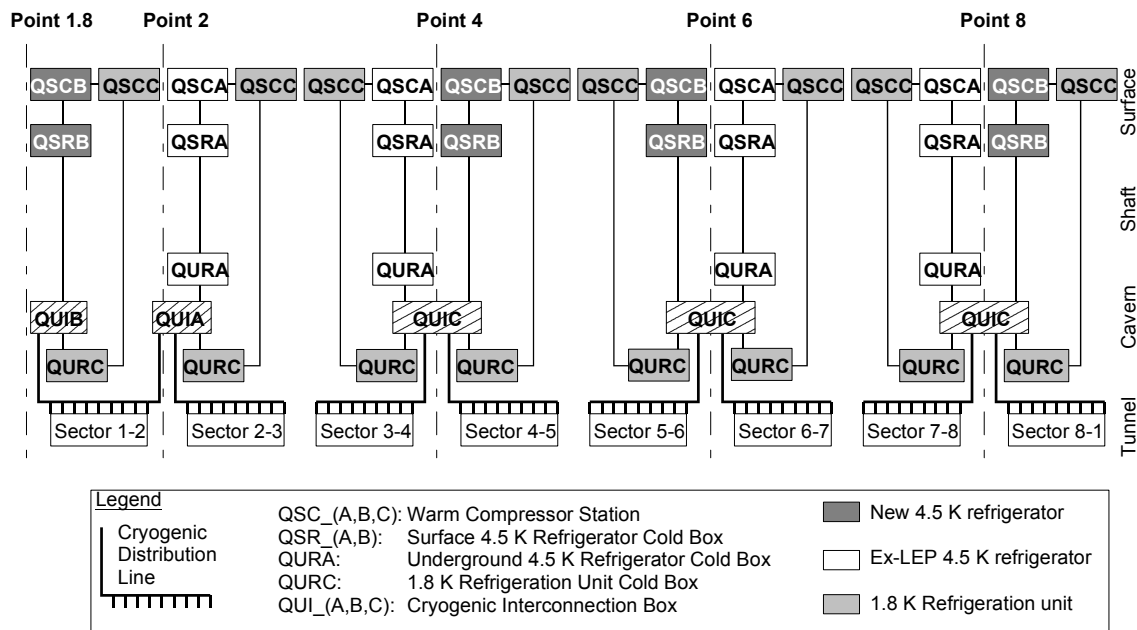 Point 1.8 Point 2 Point 4 Point 6 Point 8
QSCB QSCC QSCA QSCC QSCC QSCA QSCB QSCC QSCC QSCB QSCA QSCC QSCC QSCA QSCB QSCC
Surface
QSRB QSRA QSRA QSRB QSRB QSRA QSRA QSRB
Shaft
QURA QURA QURA QURA
QUIB QUIA QUIC QUIC QUIC
Cavern
QURC QURC QURC QURC QURC QURC QURC QURC
Tunnel
Sector 1-2 Sector 2-3 Sector 3-4 Sector 4-5 Sector 5-6 Sector 6-7 Sector 7-8 Sector 8-1
Legend
Cryogenic
Distribution
Line
QSC_(A,B,C): Warm Compressor Station
QSR_(A,B): Surface 4.5 K Refrigerator Cold Box
QURA: Underground 4.5 K Refrigerator Cold Box
QURC: 1.8 K Refrigeration Unit Cold Box
QUI_(A,B,C): Cryogenic Interconnection Box
New 4.5 K refrigerator
Ex-LEP 4.5 K refrigerator
1.8 K Refrigeration unit